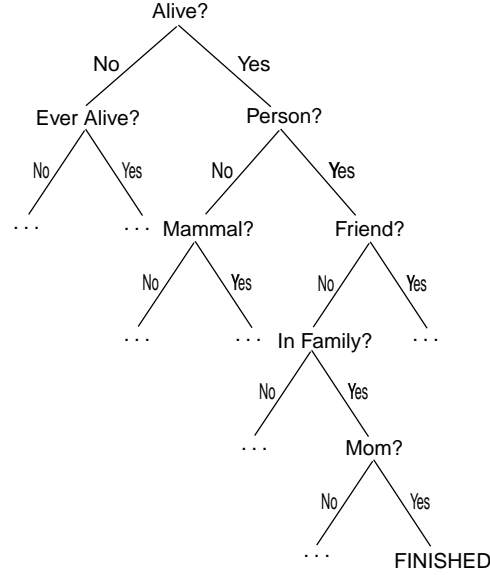 Alive?
No Yes
Ever Alive? Person?
No Yes No Yes
. . . . . . Mammal? Friend?
No Yes No Yes
. . . . . . In Family? . . .
No Yes
. . . Mom?
No Yes
. . . FINISHED